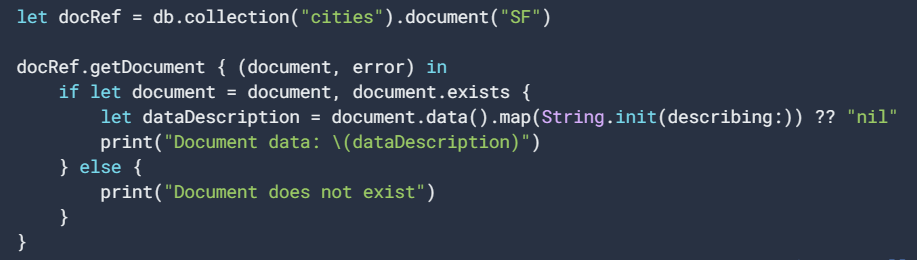 let docRef = db.collection("cities").document("SF")

docRef.getDocument { (document, error) in
    if let document = document, document.exists {
        let dataDescription = document.data().map(String.init(describing:)) ?? "nil"
        print("Document data: \(dataDescription)")
    } else {
        print("Document does not exist")
    }
}